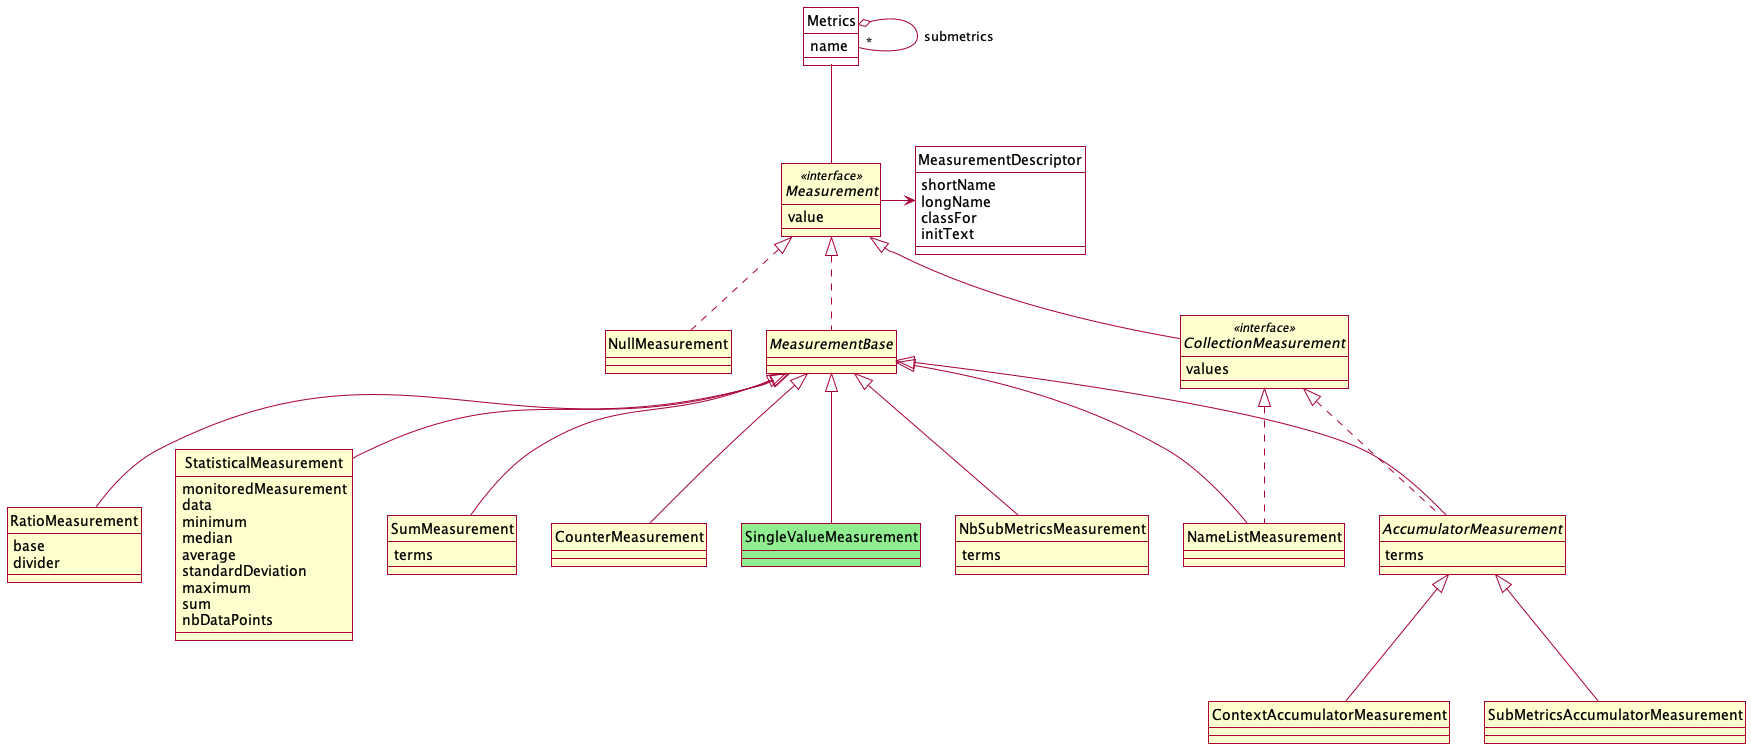 Metrics
name
*
submetrics
«interface»
Measurement
value
MeasurementDescriptor
shortName
longName
classFor
initText
NullMeasurement
MeasurementBase
«interface»
CollectionMeasurement
values
RatioMeasurement
base
divider
StatisticalMeasurement
monitoredMeasurement
data
minimum
median
average
standardDeviation
maximum
sum
nbDataPoints
SumMeasurement
terms
CounterMeasurement
SingleValueMeasurement
NbSubMetricsMeasurement
terms
NameListMeasurement
AccumulatorMeasurement
terms
ContextAccumulatorMeasurement
SubMetricsAccumulatorMeasurement